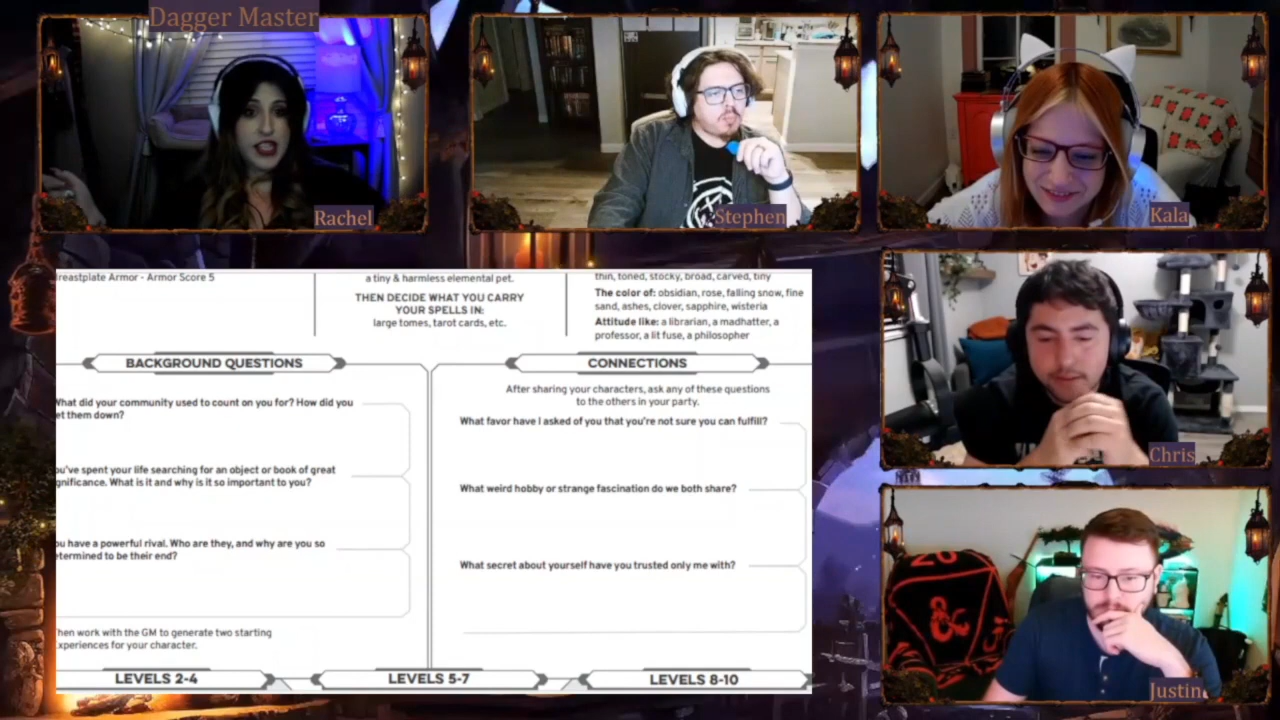 Dagger Master
Rachel
Stephen
Kala
Chris
Justin
reastplate Armor - Armor Score 5
a tiny & harmless elemental pet.
THEN DECIDE WHAT YOU CARRY
YOUR SPELLS IN:
large tomes, tarot cards, etc.
thin, toned, stocky, broad, carved, tiny
The color of: obsidian, rose, falling snow, fine
sand, ashes, clover, sapphire, wisteria
Attitude like: a librarian, a madhatter, a
professor, a lit fuse, a philosopher
BACKGROUND QUESTIONS
What did your community used to count on you for? How did you
et them down?
ou've spent your life searching for an object or book of great
gnificance. What is it and why is it so important to you?
ou have a powerful rival. Who are they, and why are you so
etermined to be their end?
hen work with the GM to generate two starting
xperiences for your character.
CONNECTIONS
After sharing your characters, ask any of these questions
to the others in your party.
What favor have I asked of you that you're not sure you can fulfill?
What weird hobby or strange fascination do we both share?
What secret about yourself have you trusted only me with?
LEVELS 2-4
LEVELS 5-7
LEVELS 8-10
20
&